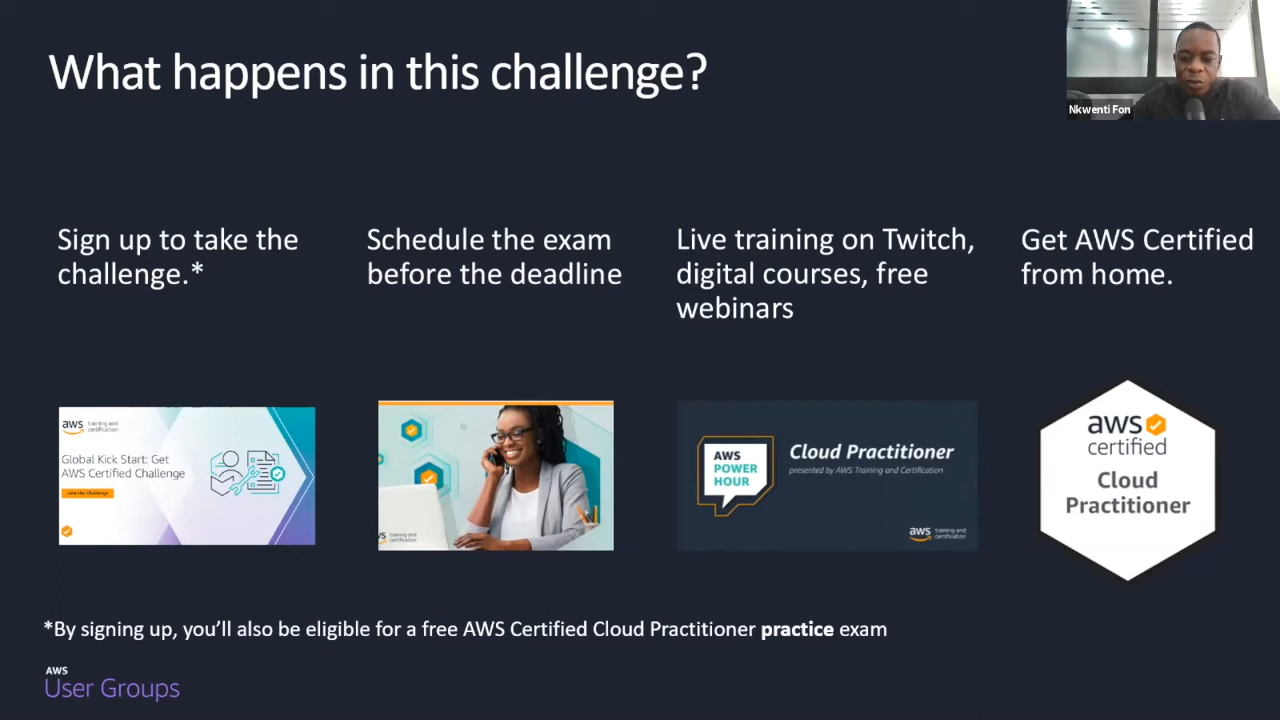 What happens in this challenge?
Nkwenti Fon
Sign up to take the
challenge.*
Schedule the exam
before the deadline
Live training on Twitch,
digital courses, free
webinars
Get AWS Certified
from home.
aws training and
certification
Global Kick Start: Get
AWS Certified Challenge
Join the Challenge
training and
certification
AWS
POWER
HOUR
Cloud Practitioner
presented by AWS Training and Certification
aws training and
certification
aws
certified
Cloud
Practitioner
*By signing up, you’ll also be eligible for a free AWS Certified Cloud Practitioner practice exam
AWS
User Groups